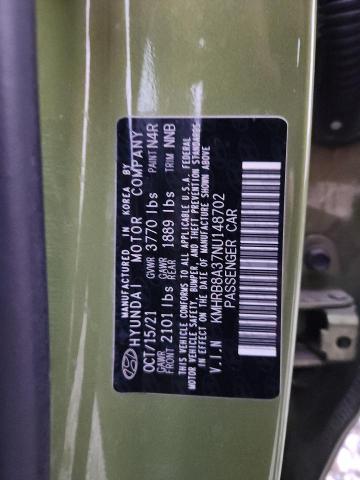 MANUFACTURED IN KOREA BY
HYUNDAI MOTOR COMPANY
OCT/15/21 GVWR 3770 lbs PAINT N4R
GAWR FRONT 2101 lbs GAWR REAR 1889 lbs TRIM NNB
THIS VEHICLE CONFORMS TO ALL APPLICABLE U.S.A. FEDERAL
MOTOR VEHICLE SAFETY, BUMPER, AND THEFT PREVENTION STANDARDS
IN EFFECT ON THE DATE OF MANUFACTURE SHOWN ABOVE.
V.I.N KMHRB8A37NU148702
PASSENGER CAR